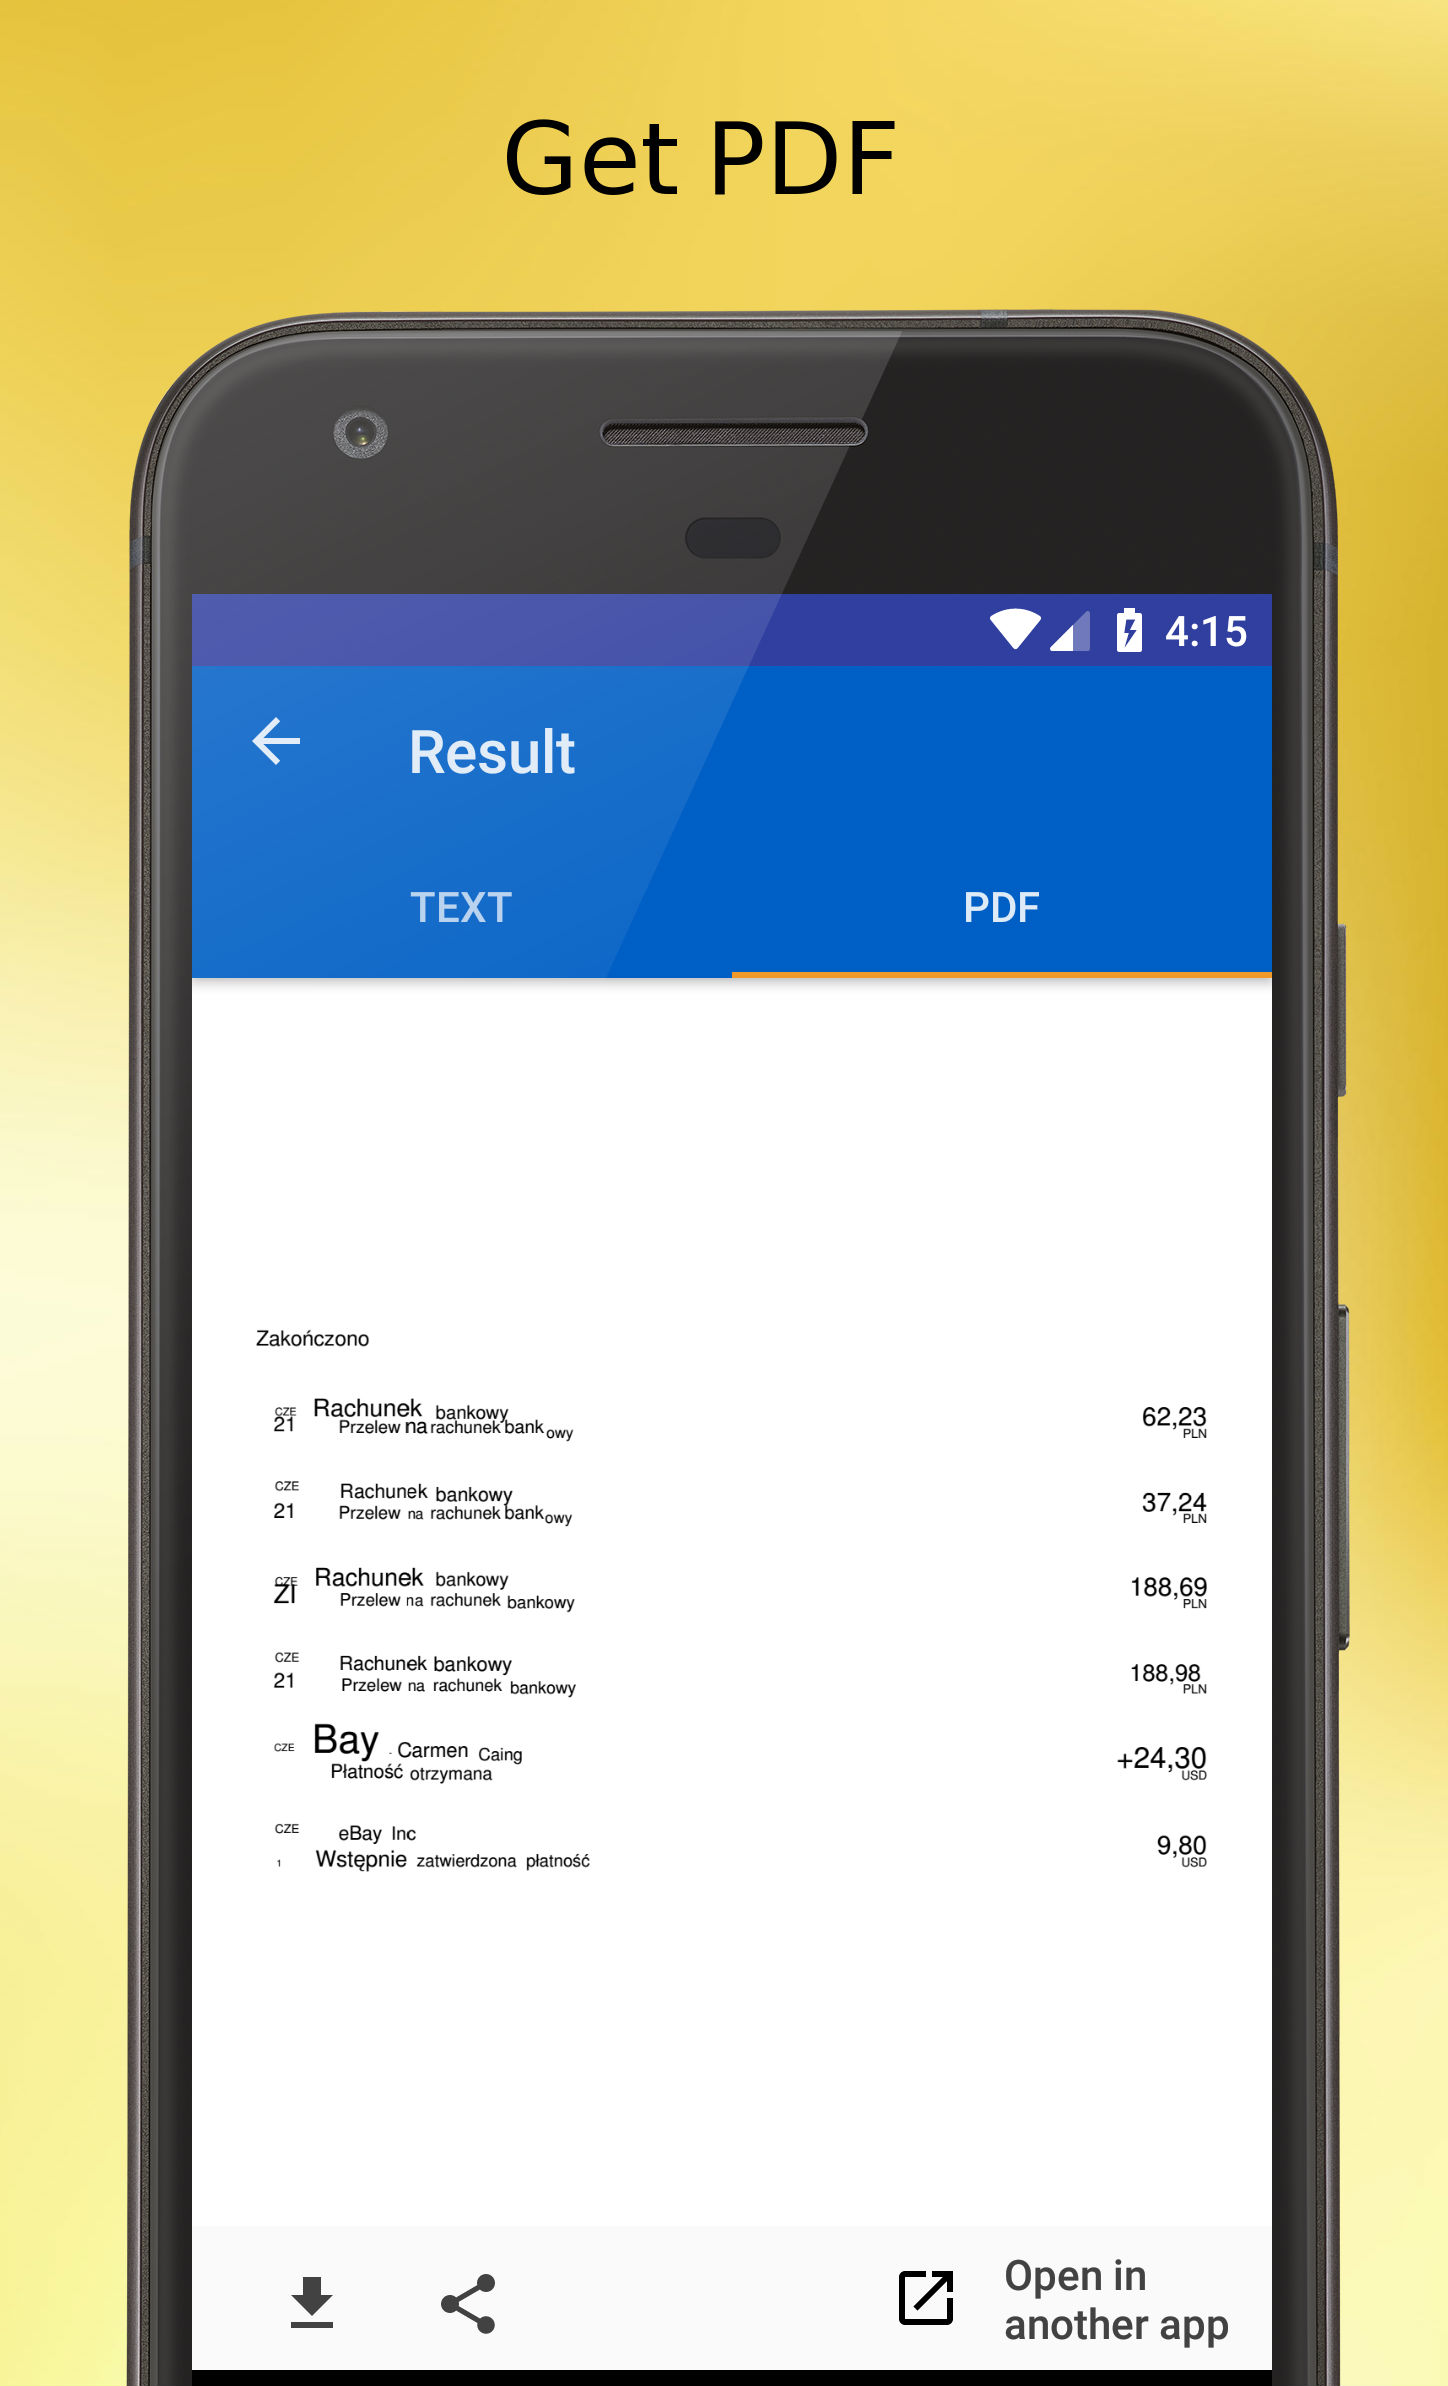 Get PDF
4:15
Result
TEXT PDF
Zakończono
CZE Rachunek bankowy 62,23
21 Przelew na rachunek bankowy PLN
CZE Rachunek bankowy 37,24
21 Przelew na rachunek bankowy PLN
CZE Rachunek bankowy 188,69
ZI Przelew na rachunek bankowy PLN
CZE Rachunek bankowy 188,98
21 Przelew na rachunek bankowy PLN
CZE Bay . Carmen Caing +24,30
Płatność otrzymana USD
CZE eBay Inc 9,80
1 Wstępnie zatwierdzona płatność USD
Open in
another app